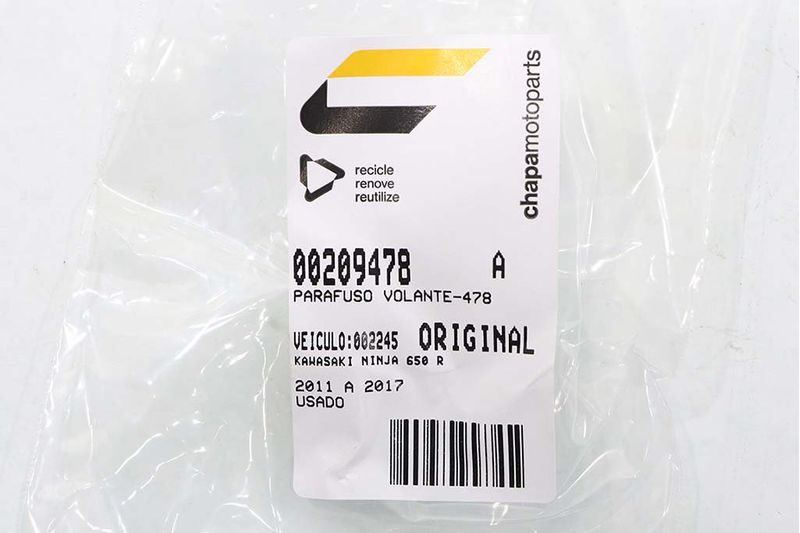 chapamotoparts
recicle
renove
reutilize
00209478 A
PARAFUSO VOLANTE-478
VEICULO:002245 ORIGINAL
KAWASAKI NINJA 650 R
2011 A 2017
USADO